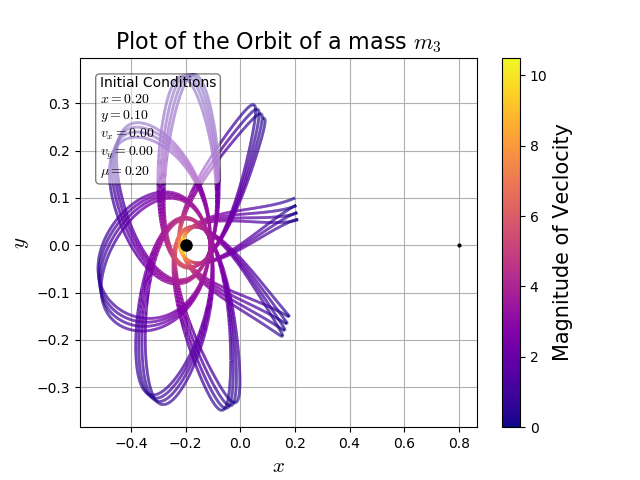 Plot of the Orbit of a mass m₃
Initial Conditions
x = 0.20
y = 0.10
vₓ = 0.00
v_y = 0.00
μ = 0.20
0.3
0.2
0.1
0.0
−0.1
−0.2
−0.3
y
−0.4
−0.2
0.0
0.2
0.4
0.6
0.8
x
10
8
6
4
2
0
Magnitude of Veclocity